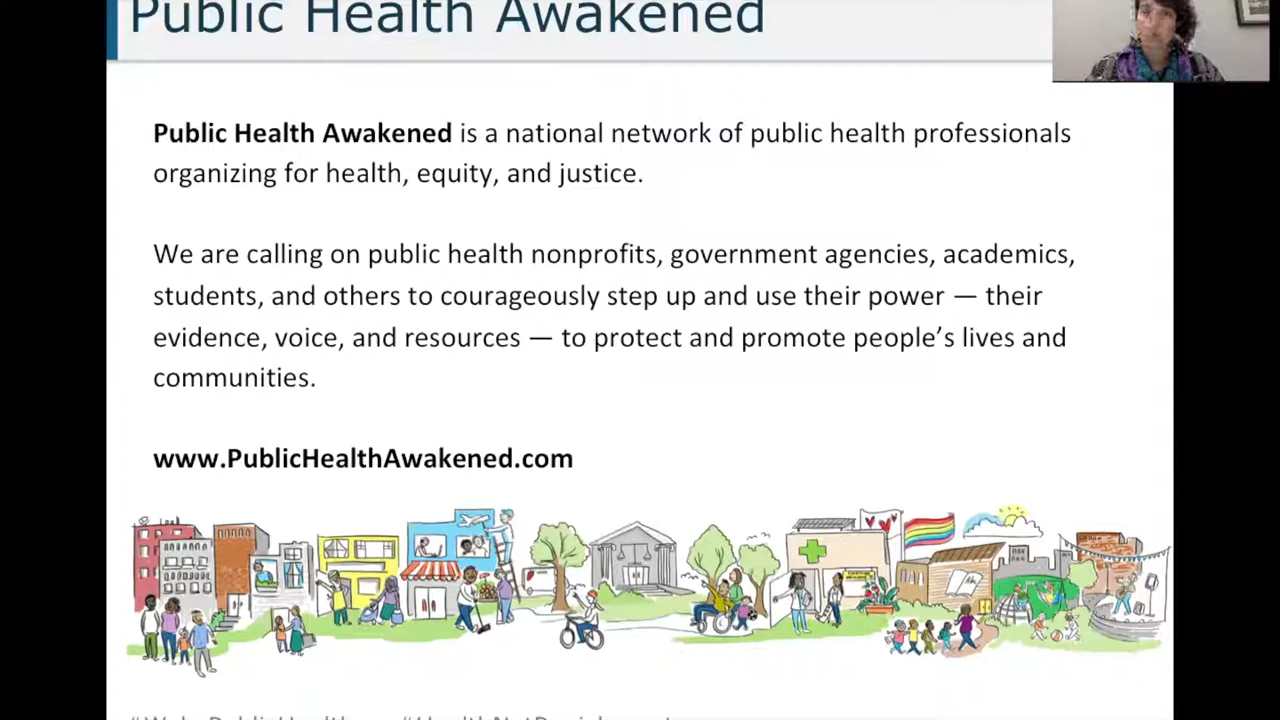 Public Health Awakened
Public Health Awakened is a national network of public health professionals
organizing for health, equity, and justice.
We are calling on public health nonprofits, government agencies, academics,
students, and others to courageously step up and use their power — their
evidence, voice, and resources — to protect and promote people’s lives and
communities.
www.PublicHealthAwakened.com